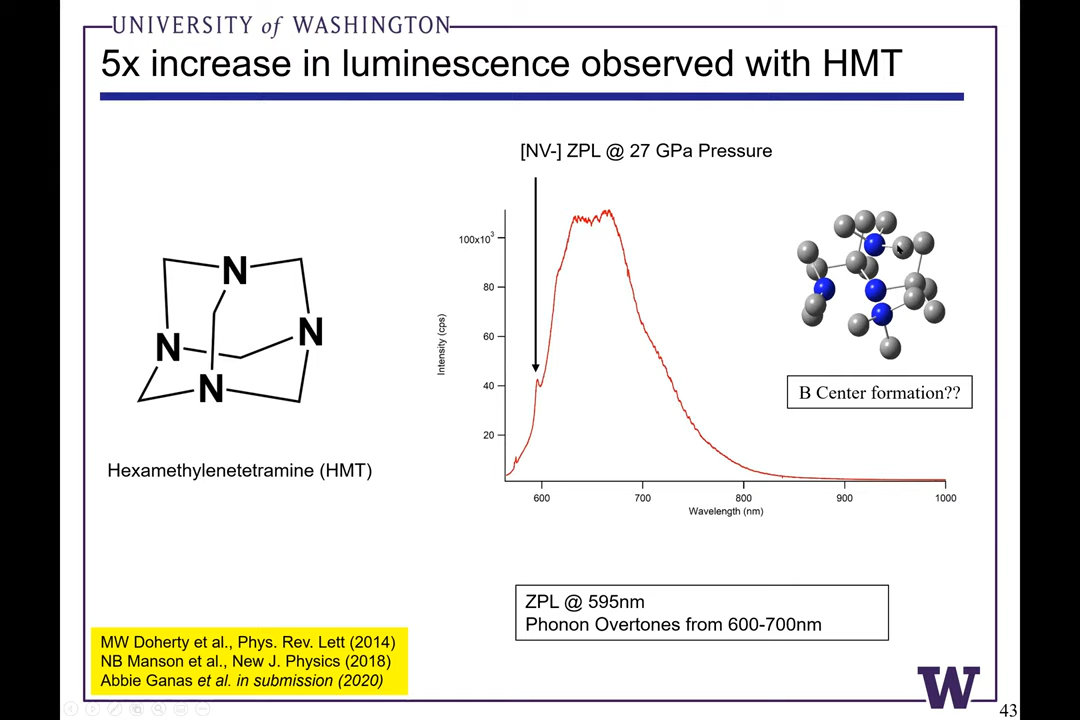 UNIVERSITY of WASHINGTON
5x increase in luminescence observed with HMT
[NV-] ZPL @ 27 GPa Pressure
N
N
N
N
Hexamethylenetetramine (HMT)
100x10³
80
60
40
20
Intensity (cps)
600 700 800 900 1000
Wavelength (nm)
B Center formation??
ZPL @ 595nm
Phonon Overtones from 600-700nm
MW Doherty et al., Phys. Rev. Lett (2014)
NB Manson et al., New J. Physics (2018)
Abbie Ganas et al. in submission (2020)
W
43